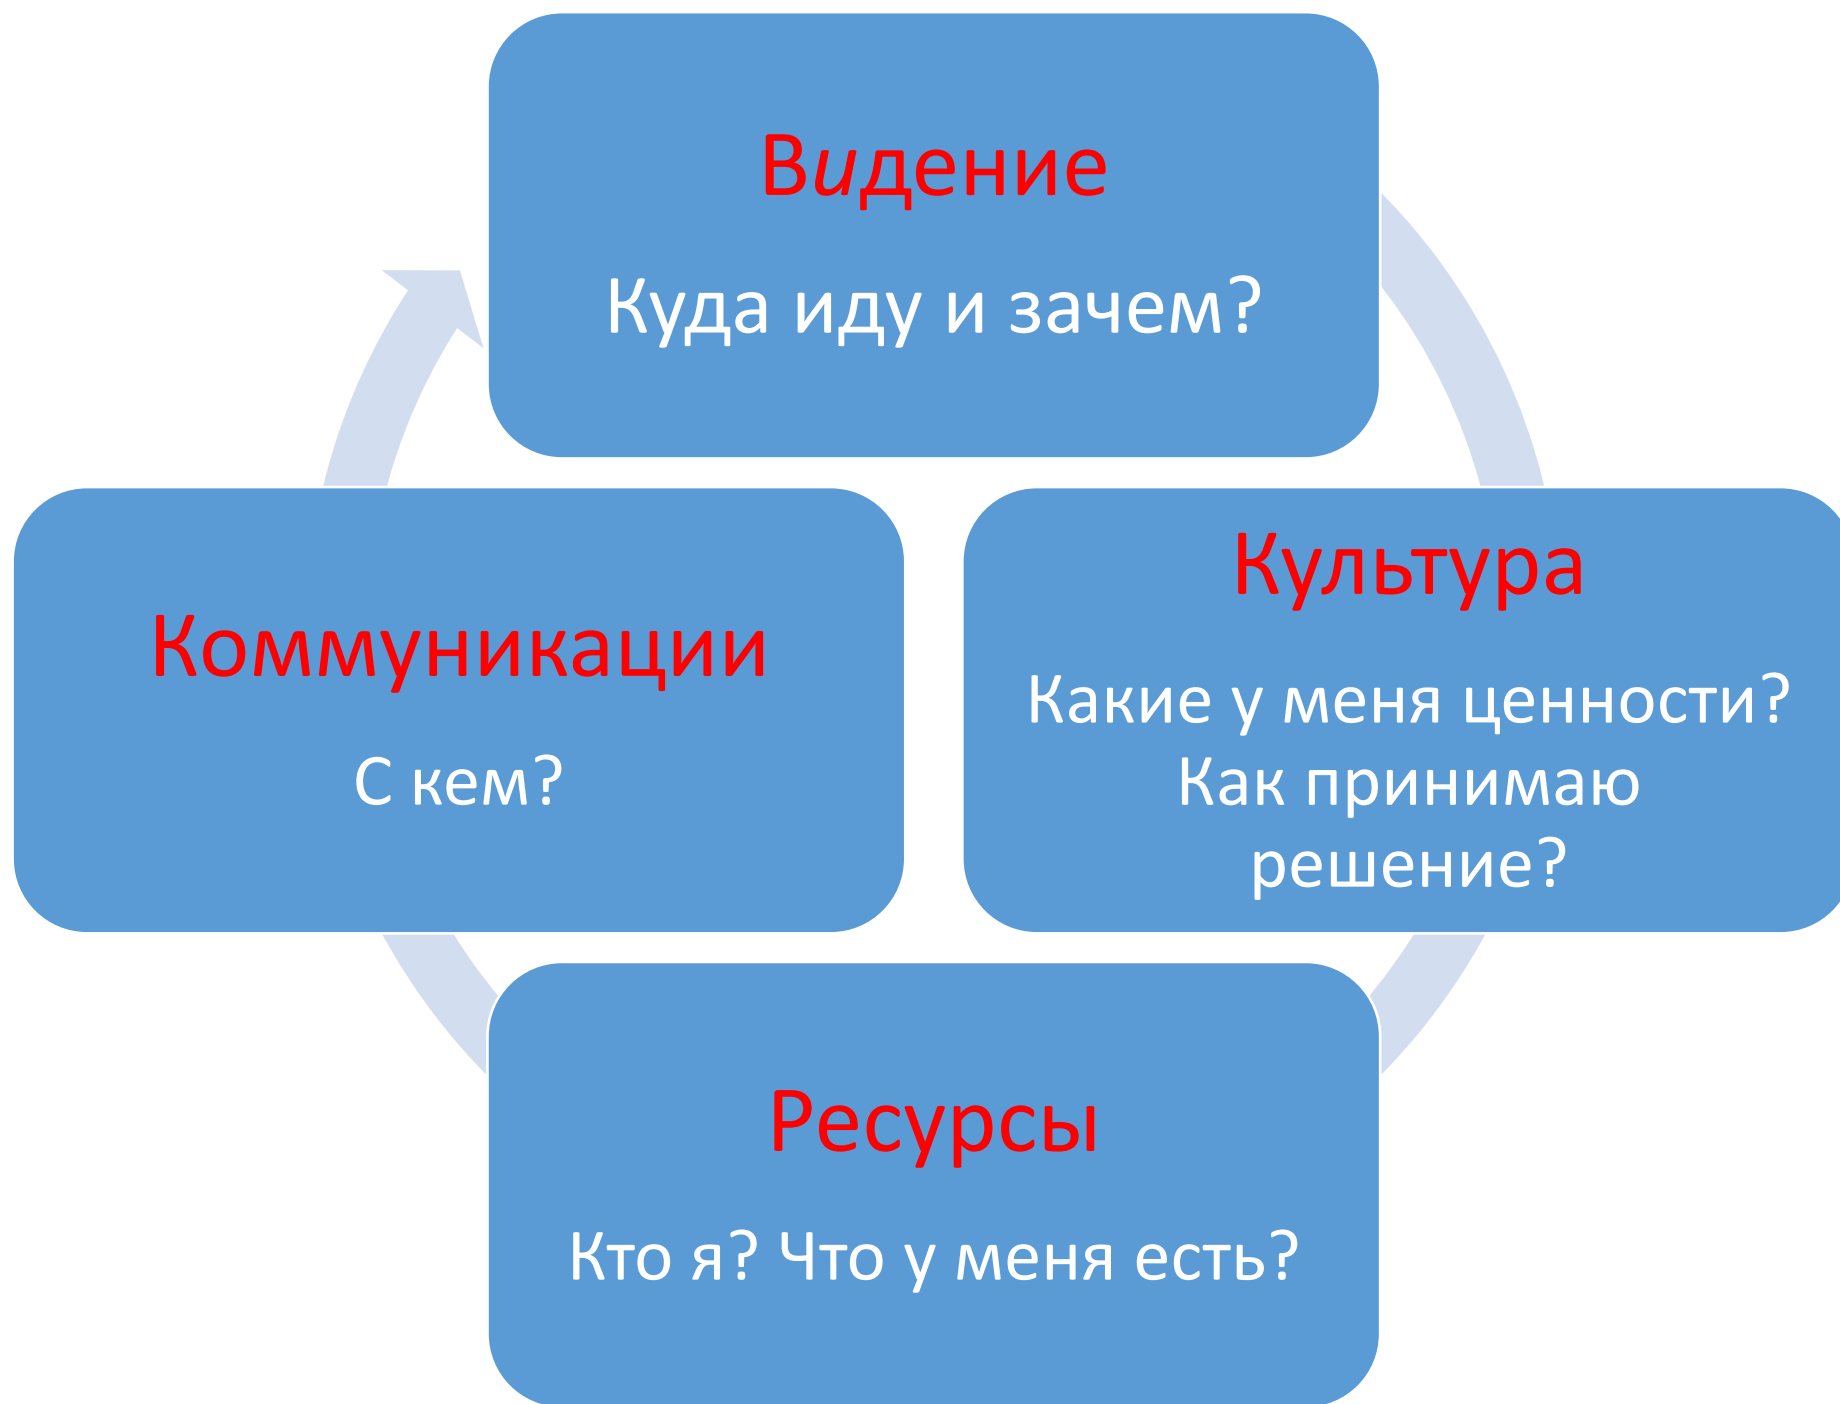 Видение
Куда иду и зачем?
Культура
Какие у меня ценности?
Как принимаю
решение?
Коммуникации
С кем?
Ресурсы
Кто я? Что у меня есть?